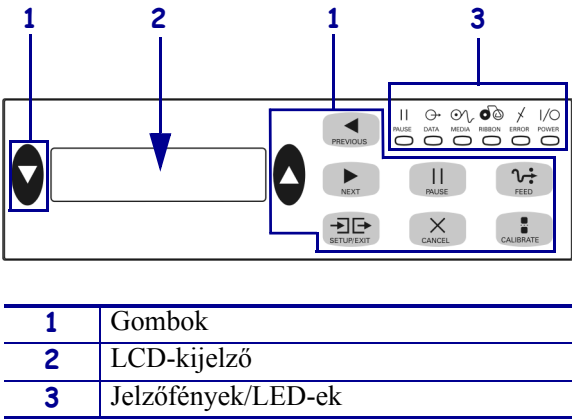 1 2 1 3
PAUSE DATA MEDIA RIBBON ERROR POWER
PREVIOUS
NEXT PAUSE FEED
SETUP/EXIT CANCEL CALIBRATE
1 Gombok
2 LCD-kijelző
3 Jelzőfények/LED-ek